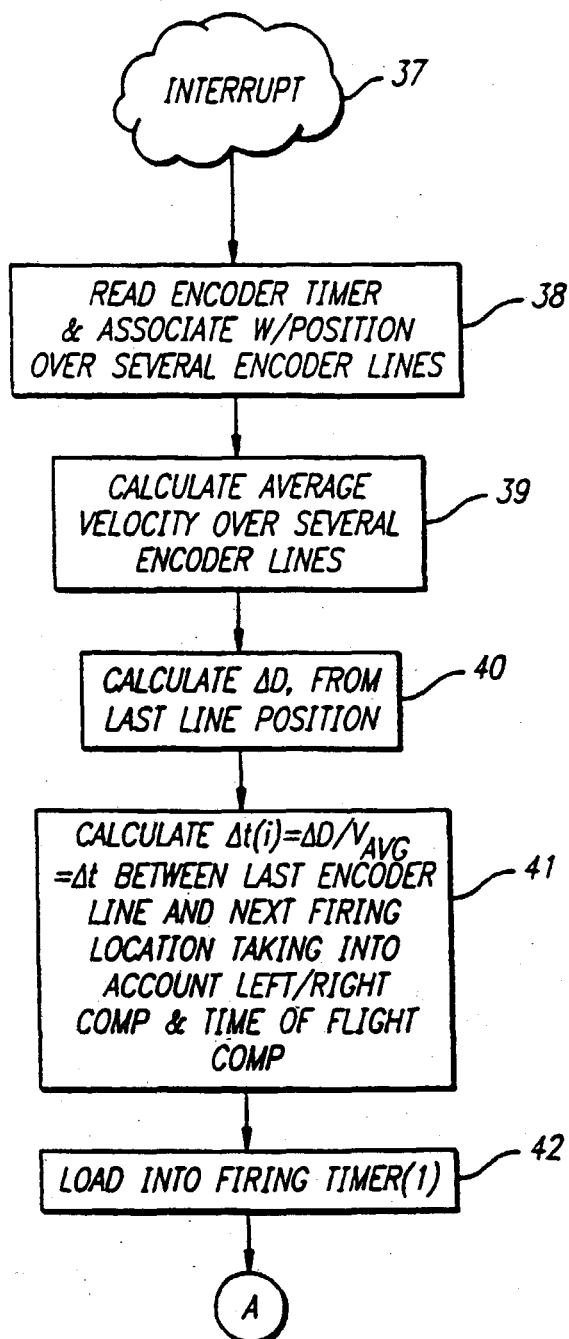 INTERRUPT
37
READ ENCODER TIMER
& ASSOCIATE W/POSITION
OVER SEVERAL ENCODER LINES
38
CALCULATE AVERAGE
VELOCITY OVER SEVERAL
ENCODER LINES
39
CALCULATE ΔD, FROM
LAST LINE POSITION
40
CALCULATE Δt(i)=ΔD/V_AVG
=Δt BETWEEN LAST ENCODER
LINE AND NEXT FIRING
LOCATION TAKING INTO
ACCOUNT LEFT/RIGHT
COMP & TIME OF FLIGHT
COMP
41
LOAD INTO FIRING TIMER(1)
42
A